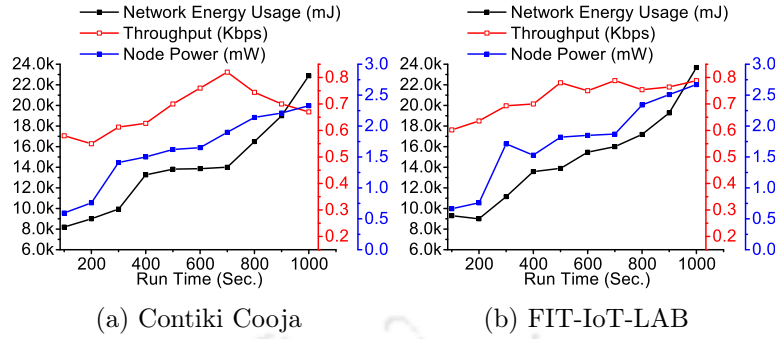 Network Energy Usage (mJ)
Throughput (Kbps)
Node Power (mW)
24.0k
22.0k
20.0k
18.0k
16.0k
14.0k
12.0k
10.0k
8.0k
6.0k
0.8
0.7
0.6
0.5
0.4
0.3
0.2
3.0
2.5
2.0
1.5
1.0
0.5
0.0
200 400 600 800 1000
Run Time (Sec.)
(a) Contiki Cooja
Network Energy Usage (mJ)
Throughput (Kbps)
Node Power (mW)
24.0k
22.0k
20.0k
18.0k
16.0k
14.0k
12.0k
10.0k
8.0k
6.0k
0.8
0.7
0.6
0.5
0.4
0.3
0.2
3.0
2.5
2.0
1.5
1.0
0.5
0.0
200 400 600 800 1000
Run Time (Sec.)
(b) FIT-IoT-LAB